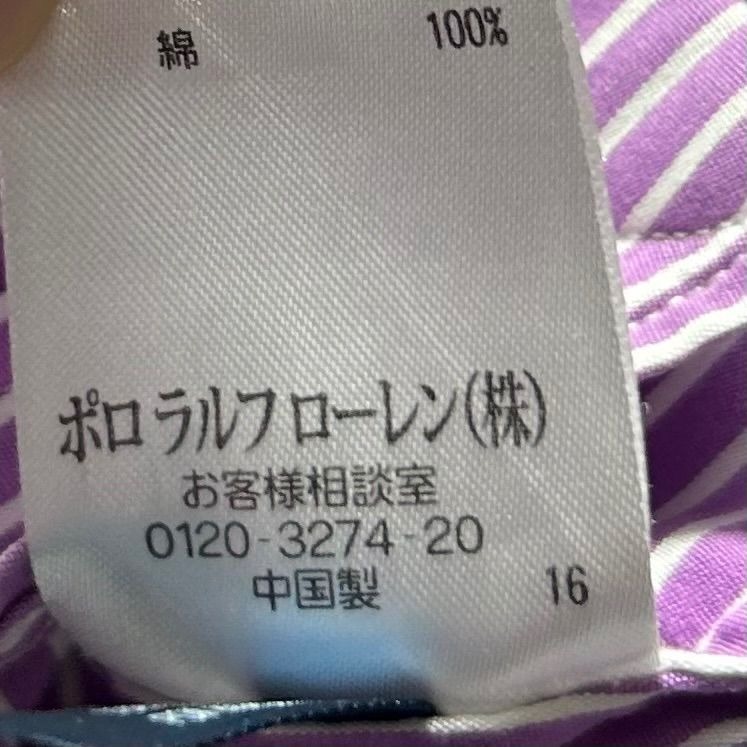 綿 100%
ポロ ラルフ ローレン(株)
お客様相談室
0120-3274-20
中国製 16